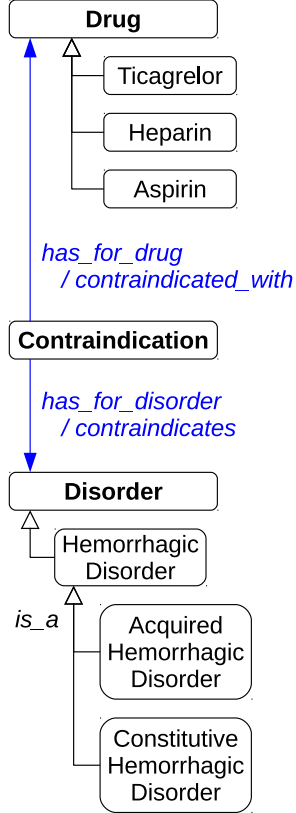 Drug
Ticagrelor
Heparin
Aspirin
has_for_drug
/ contraindicated_with
Contraindication
has_for_disorder
/ contraindicates
Disorder
Hemorrhagic
Disorder
is_a
Acquired
Hemorrhagic
Disorder
Constitutive
Hemorrhagic
Disorder